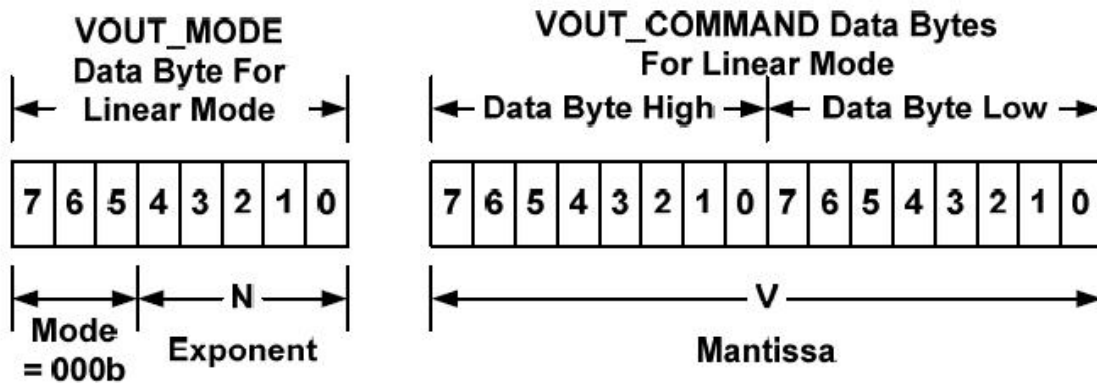 VOUT_MODE
Data Byte For
Linear Mode
7 6 5 4 3 2 1 0
N
Mode
= 000b
Exponent
VOUT_COMMAND Data Bytes
For Linear Mode
Data Byte High
Data Byte Low
7 6 5 4 3 2 1 0 7 6 5 4 3 2 1 0
V
Mantissa